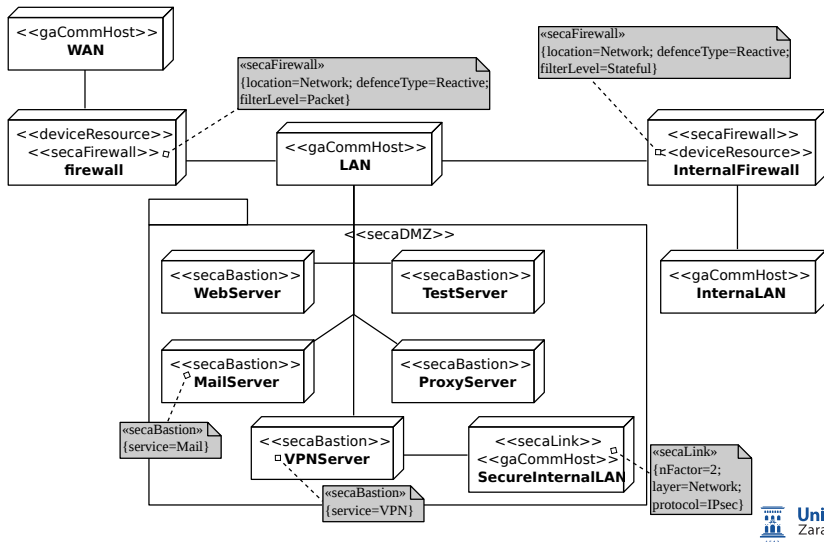 <<gaCommHost>>
WAN
«secaFirewall»
{location=Network; defenceType=Reactive;
filterLevel=Packet}
«secaFirewall»
{location=Network; defenceType=Reactive;
filterLevel=Stateful}
<<deviceResource>>
<<secaFirewall>>
firewall
<<gaCommHost>>
LAN
<<secaFirewall>>
<<deviceResource>>
InternalFirewall
<<secaDMZ>>
<<secaBastion>>
WebServer
<<secaBastion>>
TestServer
<<gaCommHost>>
InternaLAN
<<secaBastion>>
MailServer
<<secaBastion>>
ProxyServer
«secaBastion»
{service=Mail}
<<secaBastion>>
VPNServer
<<secaLink>>
<<gaCommHost>>
SecureInternalLAN
«secaLink»
{nFactor=2;
layer=Network;
protocol=IPsec}
«secaBastion»
{service=VPN}
Uni
Zara